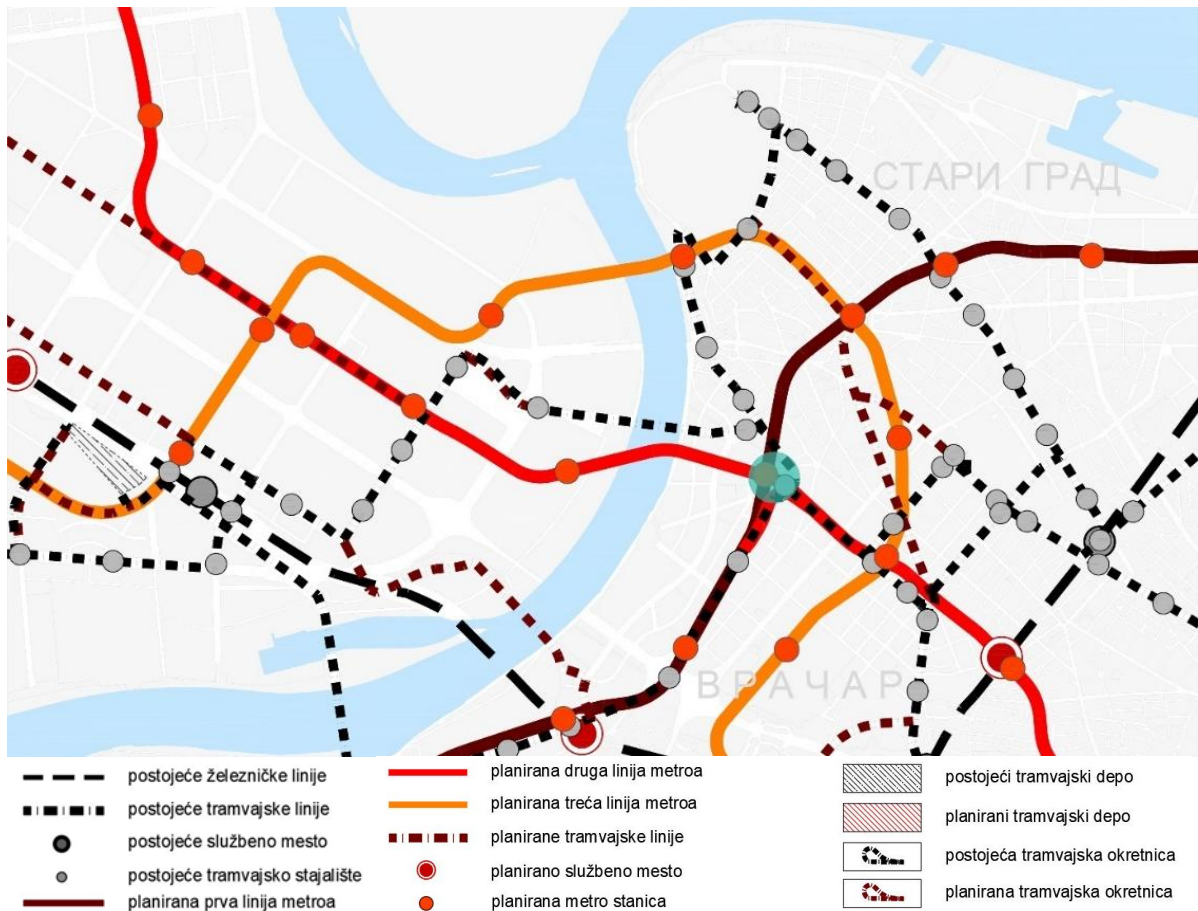 СТАРИ ГРАД
ВРАЧАР
postojeće železničke linije
postojeće tramvajske linije
postojeće službeno mesto
postojeće tramvajsko stajalište
planirana prva linija metroa
planirana druga linija metroa
planirana treća linija metroa
planirane tramvajske linije
planirano službeno mesto
planirana metro stanica
postojeći tramvajski depo
planirani tramvajski depo
postojeća tramvajska okretnica
planirana tramvajska okretnica